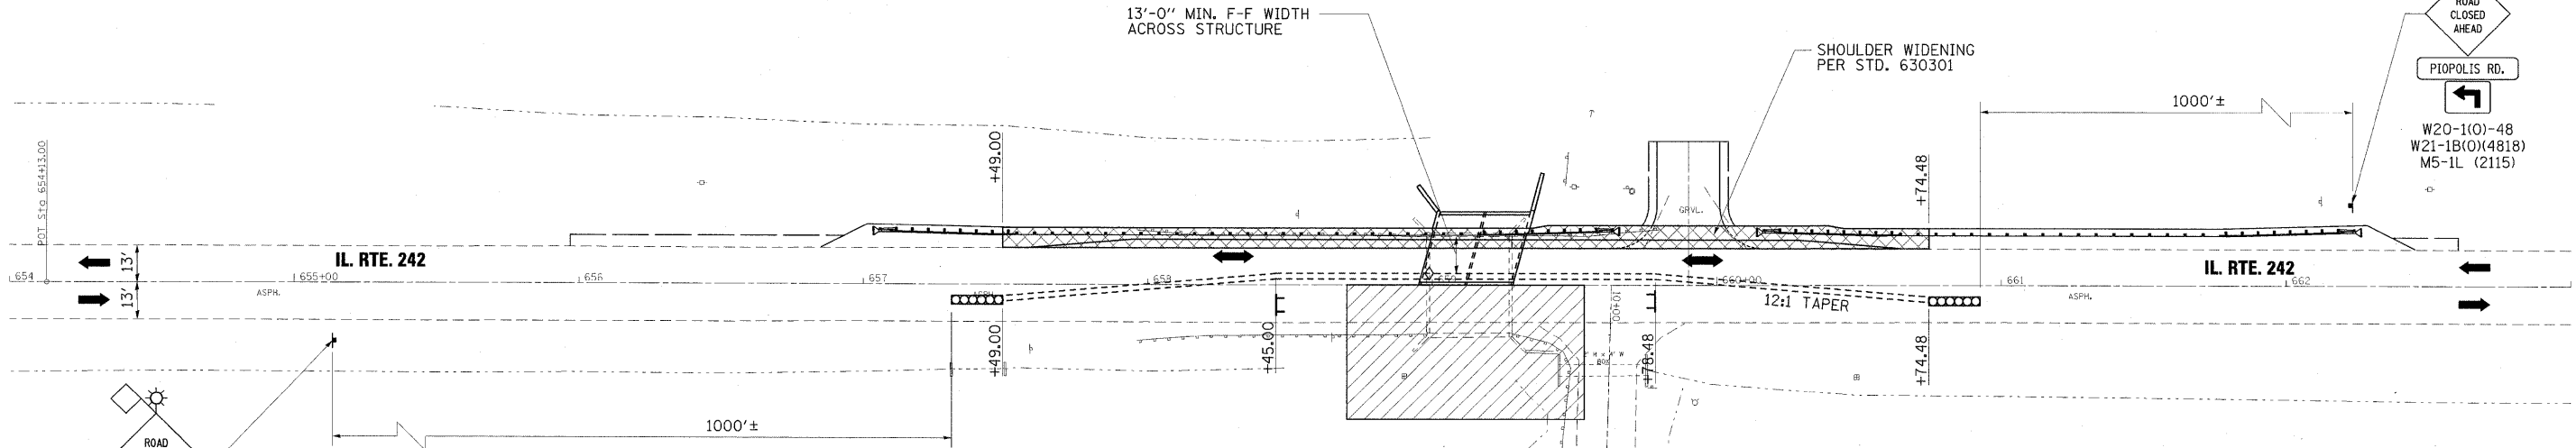 13'-0" MIN. F-F WIDTH
ACROSS STRUCTURE
SHOULDER WIDENING
PER STD. 630301
ROAD
CLOSED
AHEAD
PIOPOLIS RD.
1000'±
W20-1(O)-48
W21-1B(O)(4818)
M5-1L (2115)
POT Sta 654+13.00
+49.00
+74.48
GRVL.
13'
IL. RTE. 242
IL. RTE. 242
654
655+00
656
657
658
659
660+00
661
662
13'
ASPH.
ASPH.
12:1 TAPER
ASPH.
10+00
+49.00
+45.00
+78.48
+74.48
BOX
1000'±
ROAD